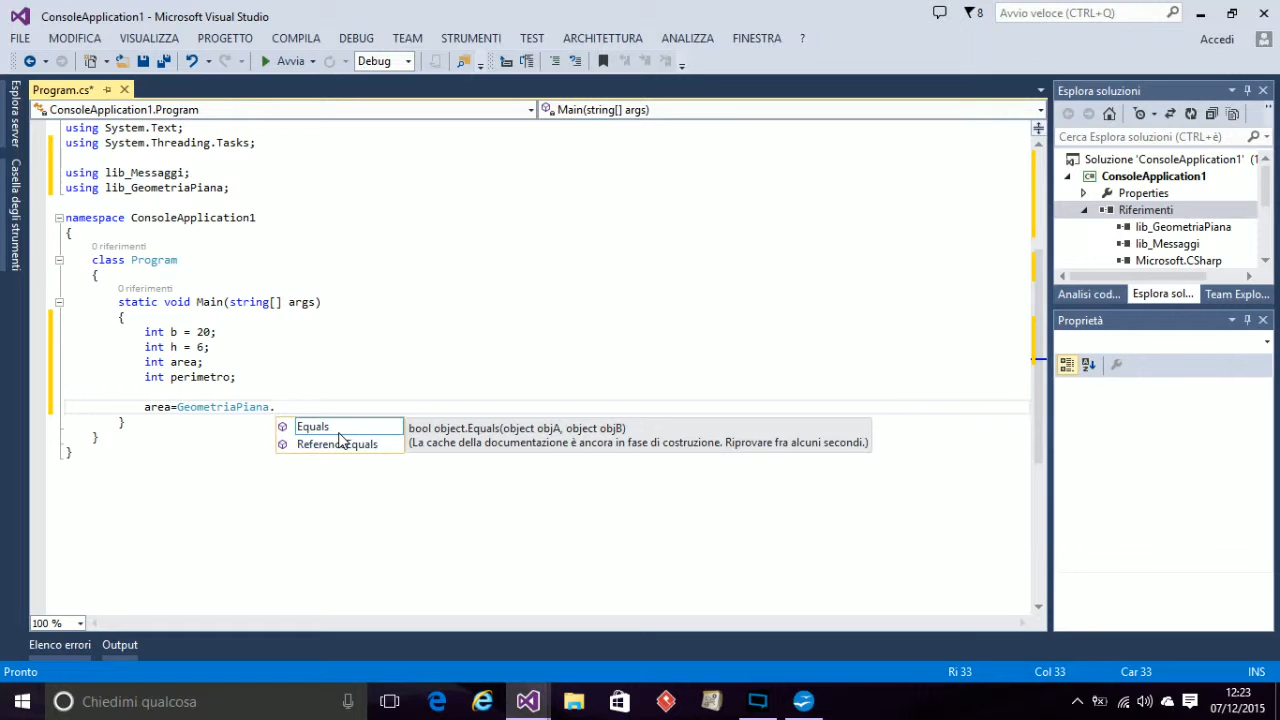 ConsoleApplication1 - Microsoft Visual Studio
8
Avvio veloce (CTRL+Q)
FILE MODIFICA VISUALIZZA PROGETTO COMPILA DEBUG TEAM STRUMENTI TEST ARCHITETTURA ANALIZZA FINESTRA ?
Accedi
Avvia Debug
Program.cs*
ConsoleApplication1.Program
Main(string[] args)
Esplora server
Casella degli strumenti
using System.Text;
using System.Threading.Tasks;
using lib_Messaggi;
using lib_GeometriaPiana;
namespace ConsoleApplication1
{
0 riferimenti
class Program
{
0 riferimenti
static void Main(string[] args)
{
int b = 20;
int h = 6;
int area;
int perimetro;
area=GeometriaPiana.
}
}
}
Equals
ReferenceEquals
bool object.Equals(object objA, object objB)
(La cache della documentazione è ancora in fase di costruzione. Riprovare fra alcuni secondi.)
100 %
Esplora soluzioni
Cerca Esplora soluzioni (CTRL+è)
Soluzione 'ConsoleApplication1' (1
C# ConsoleApplication1
Properties
Riferimenti
lib_GeometriaPiana
lib_Messaggi
Microsoft.CSharp
Analisi cod... Esplora sol... Team Explo...
Proprietà
Elenco errori Output
Pronto
Ri 33 Col 33 Car 33 INS
Chiedimi qualcosa
12:23
07/12/2015